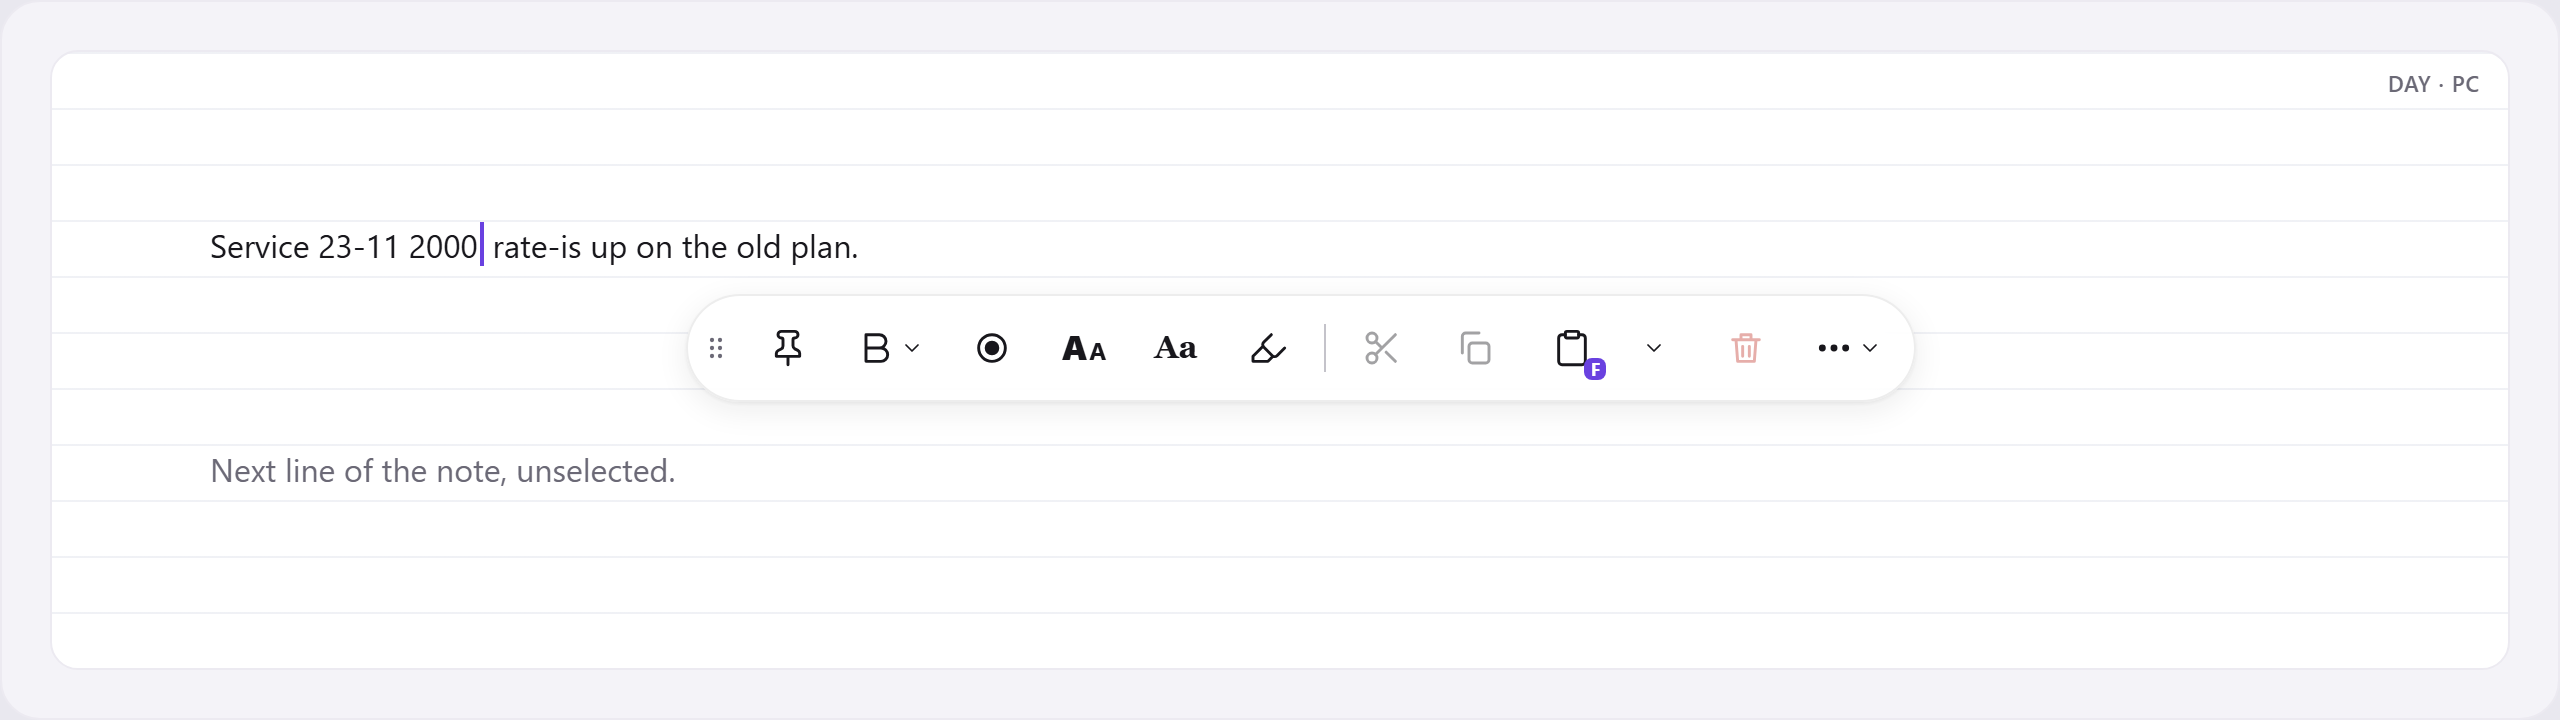 DAY · PC
Service 23-11 2000 rate-is up on the old plan.
B AA Aa F
Next line of the note, unselected.